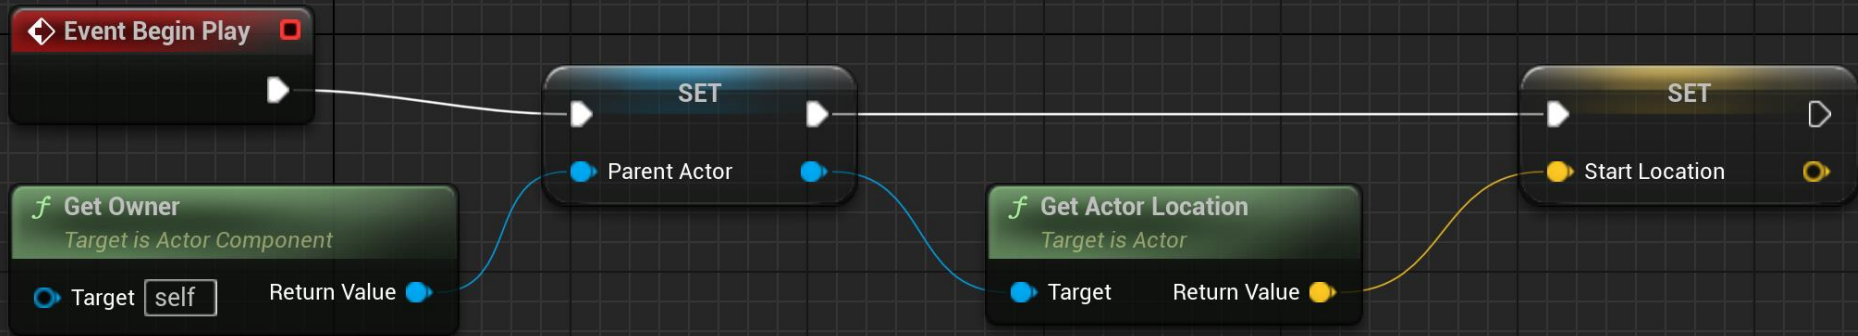 Event Begin Play
SET
Parent Actor
SET
Start Location
f Get Owner
Target is Actor Component
Target self
Return Value
f Get Actor Location
Target is Actor
Target
Return Value